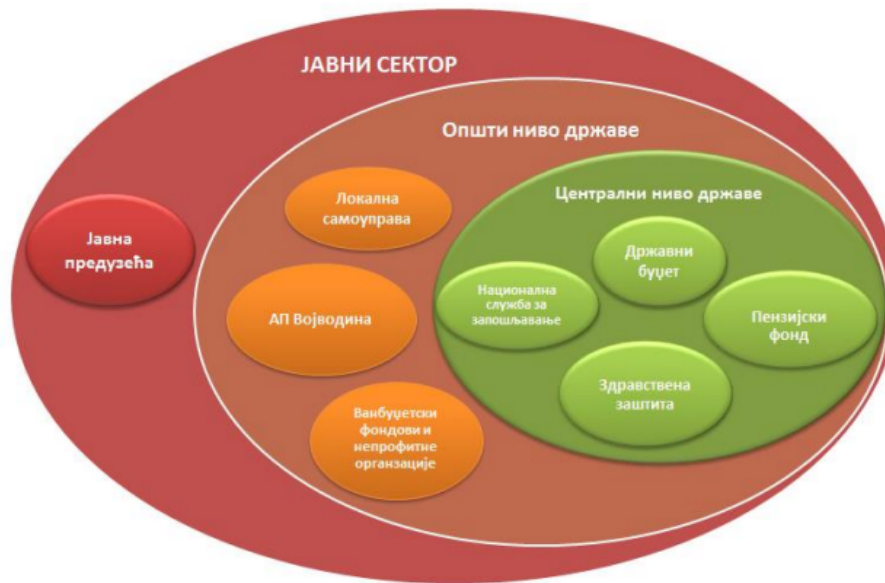 ЈАВНИ СЕКТОР
Општи ниво државе
Централни ниво државе
Јавна
предузећа
Локална
самоуправа
АП Војводина
Ванбуџетски
фондови и
непрофитне
органзације
Државни
буџет
Национална
служба за
запошљавање
Пензијски
фонд
Здравствена
заштита